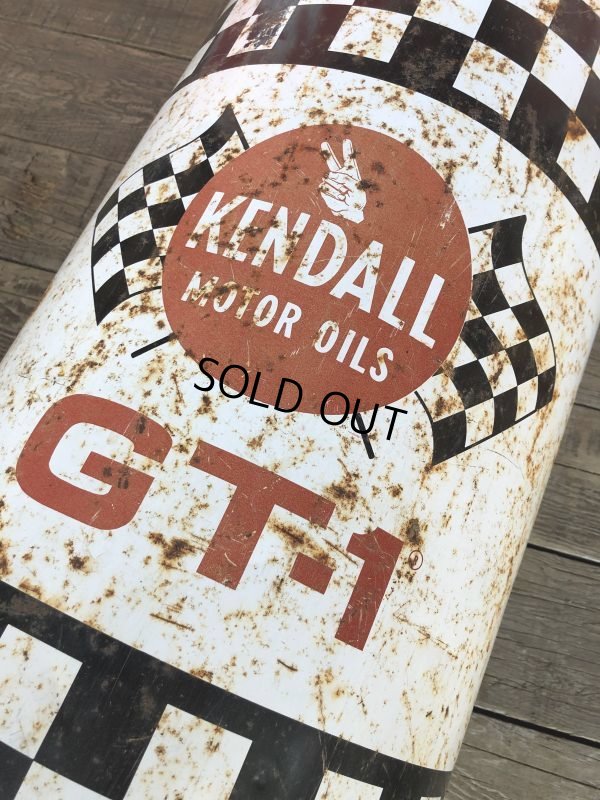 KENDALL
MOTOR OILS
SOLD OUT
GT-1